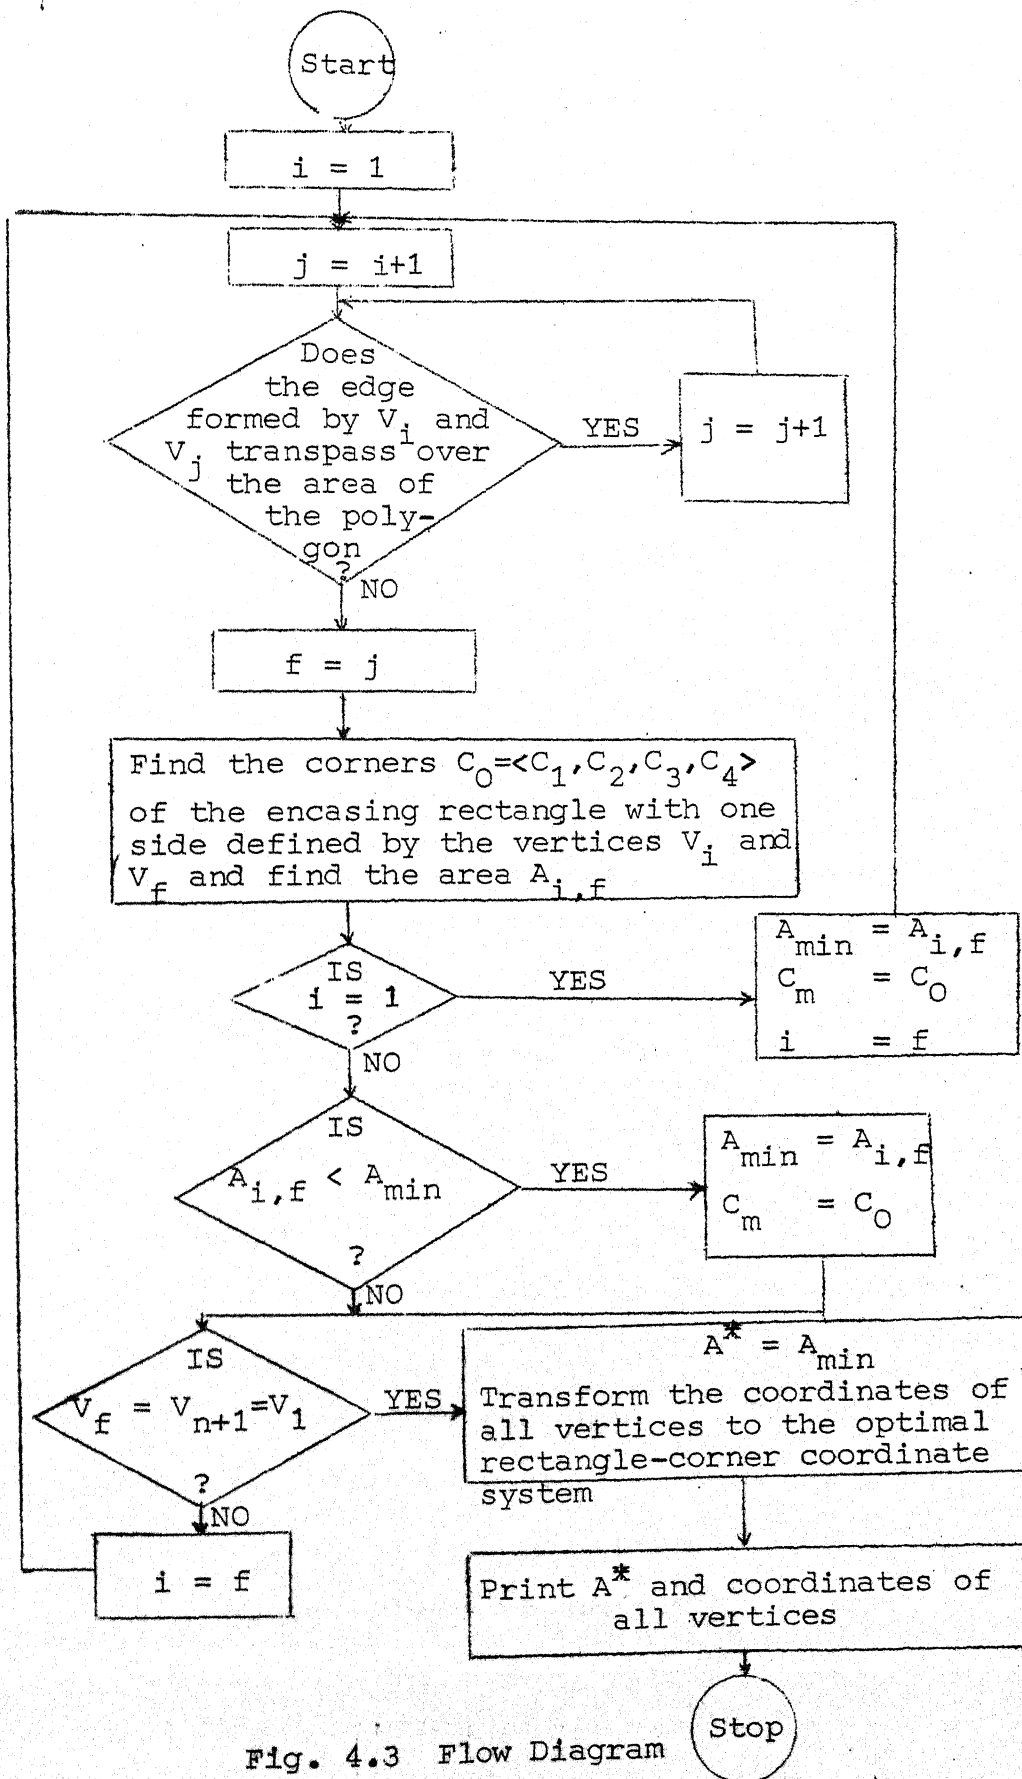 Start
i = 1
j = i+1
Does
the edge
formed by V_i and
V_j transpass over
the area of
the poly-
gon
?
YES
j = j+1
NO
f = j
Find the corners C_O=<C_1,C_2,C_3,C_4>
of the encasing rectangle with one
side defined by the vertices V_i and
V_f and find the area A_i,f
IS
i = 1
?
YES
A_min = A_i,f
C_m = C_O
i = f
NO
IS
A_i,f < A_min
?
YES
A_min = A_i,f
C_m = C_O
NO
IS
V_f = V_n+1=V_1
?
YES
A* = A_min
Transform the coordinates of
all vertices to the optimal
rectangle-corner coordinate
system
NO
i = f
Print A* and coordinates of
all vertices
Stop
Fig. 4.3 Flow Diagram